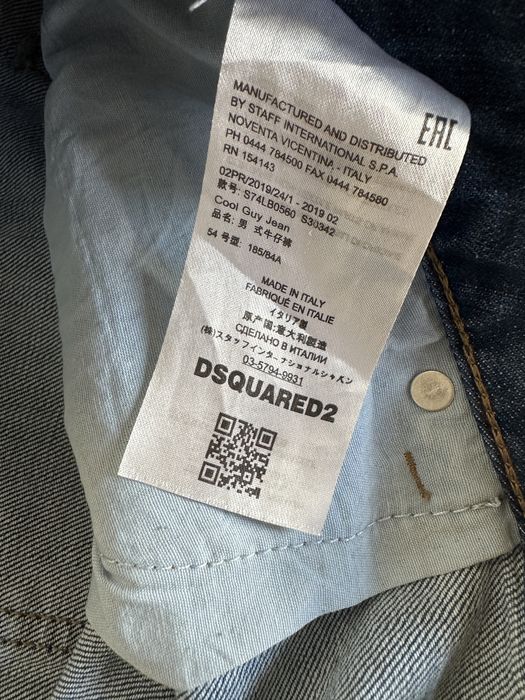 MANUFACTURED AND DISTRIBUTED
BY STAFF INTERNATIONAL S.P.A.
NOVENTA VICENTINA - ITALY
PH 0444 784500 FAX 0444 784560
RN 154143
EAC
02PR/2019/24/1 - 2019 02
款号: S74LB0560 S30342
Cool Guy Jean
品名: 男 式牛仔裤
54 号型: 185/84A
MADE IN ITALY
FABRIQUÉ EN ITALIE
イタリア製
原产国:意大利製造
СДЕЛАНО В ИТАЛИИ
(株)スタッフインターナショナルジャパン
03-5794-9931
DSQUARED2